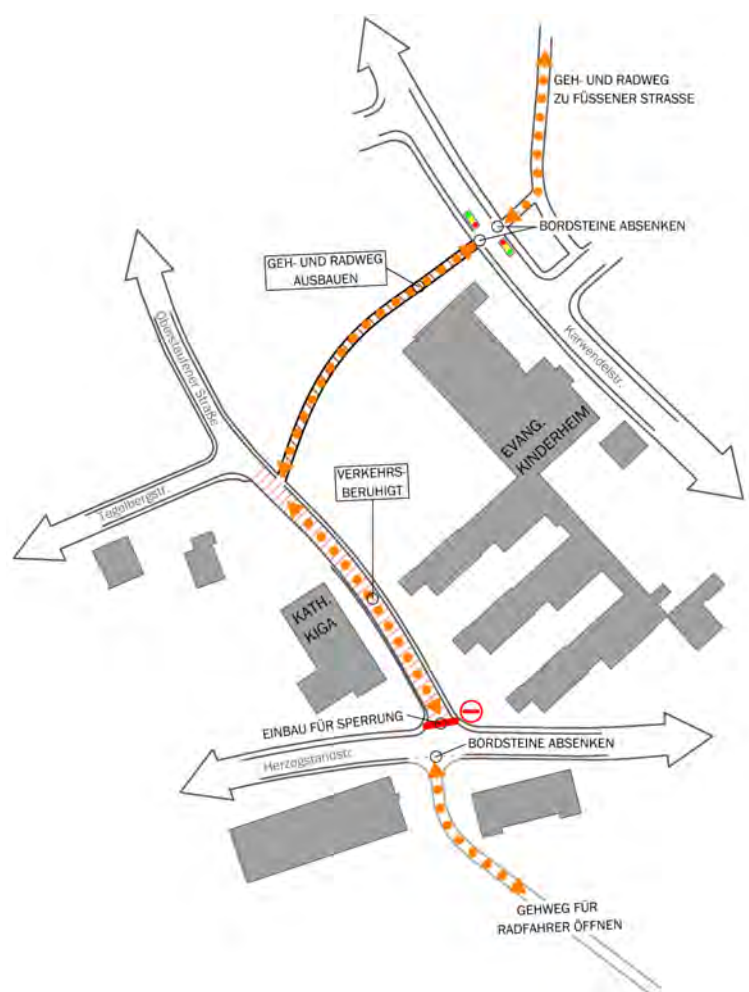 GEH- UND RADWEG
ZU FÜSSENER STRASSE
BORDSTEINE ABSENKEN
GEH- UND RADWEG
AUSBAUEN
Karwendelstr.
Oberstaufener Straße
EVANG.
KINDERHEIM
VERKEHRS-
BERUHIGT
Tegelbergstr.
KATH.
KIGA
EINBAU FÜR SPERRUNG
BORDSTEINE ABSENKEN
Herzogstandstr.
GEHWEG FÜR
RADFAHRER ÖFFNEN